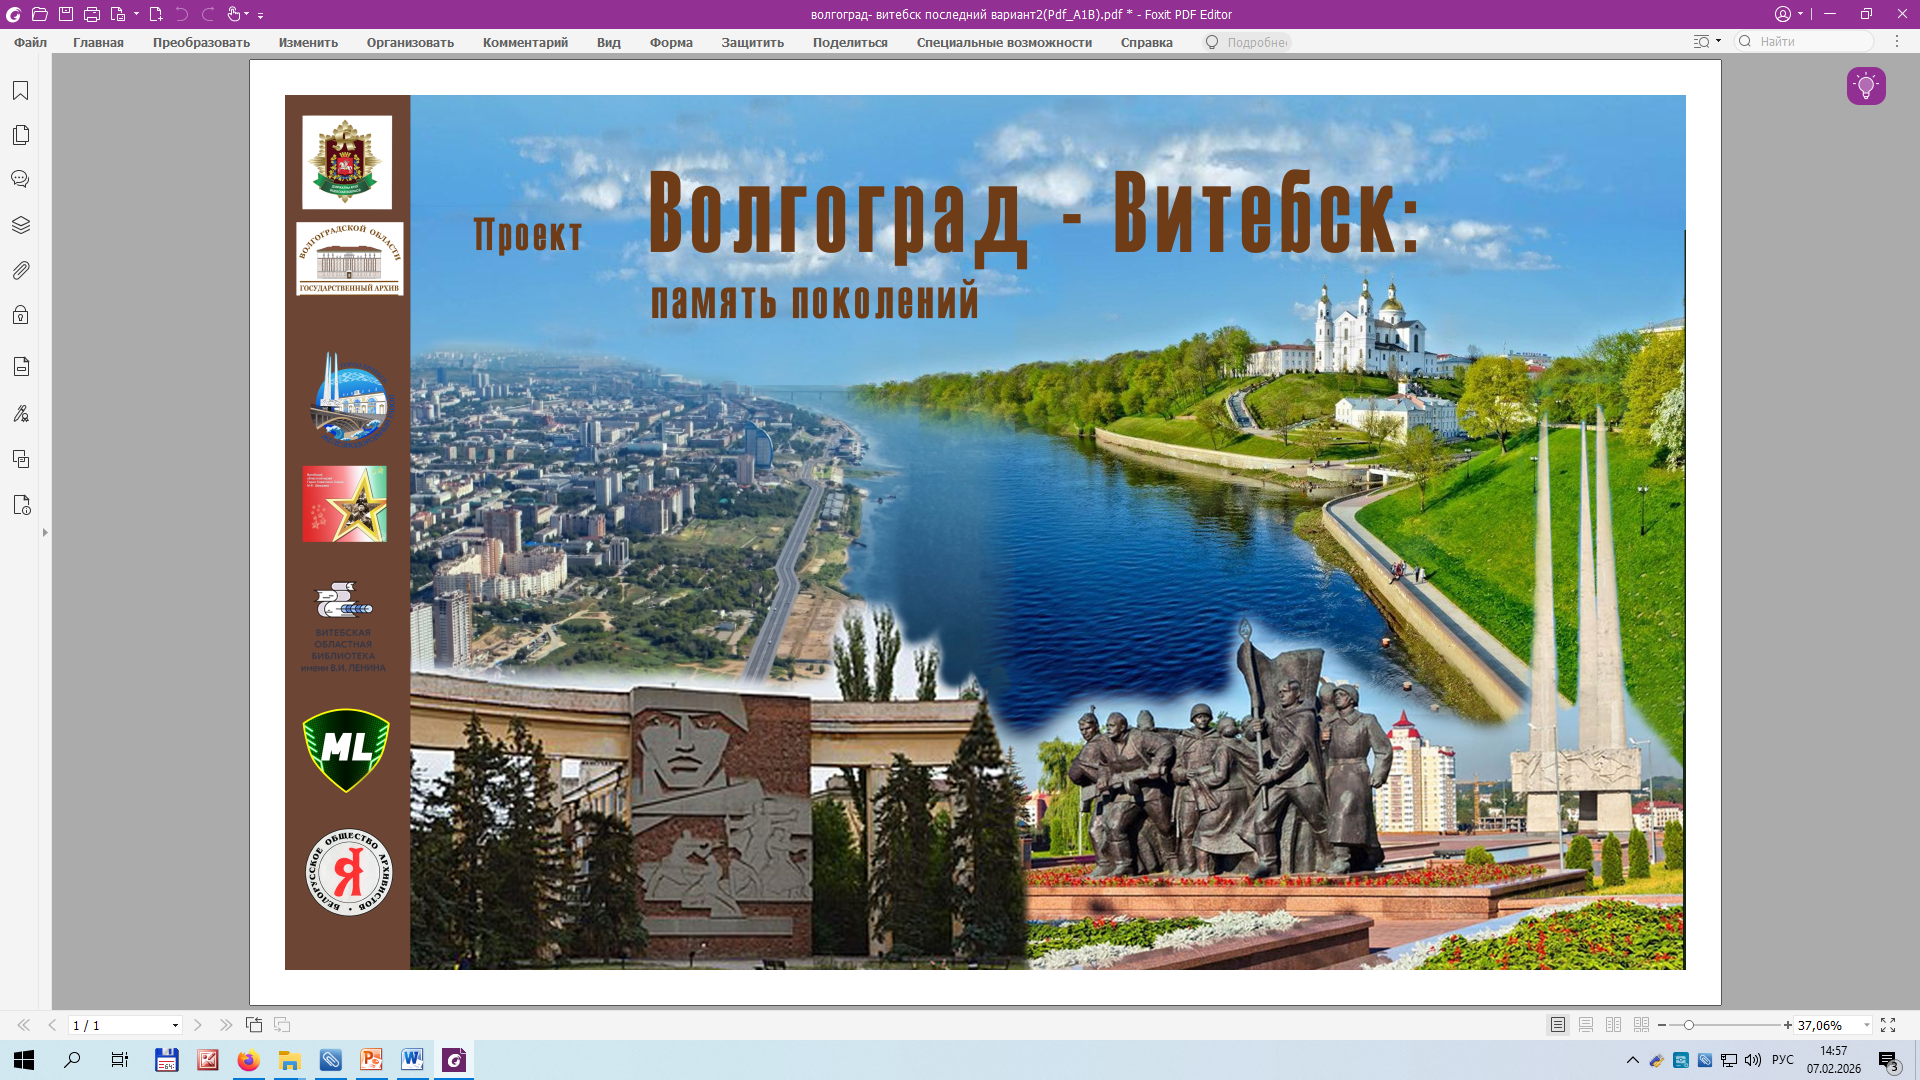 волгоград- витебск последний вариант2(Pdf_A1B).pdf * - Foxit PDF Editor
Файл Главная Преобразовать Изменить Организовать Комментарий Вид Форма Защитить Поделиться Специальные возможности Справка Подробне Найти
ВОЛГОГРАДСКОЙ ОБЛАСТИ
ГОСУДАРСТВЕННЫЙ АРХИВ
Проект Волгоград - Витебск:
память поколений
ВИТЕБСКАЯ
ОБЛАСТНАЯ
БИБЛИОТЕКА
имени В.И. ЛЕНИНА
ML
БЕЛОРУССКОЕ ОБЩЕСТВО АРХИВИСТОВ
Я
1 / 1
37,06%
РУС
14:57
07.02.2026
3